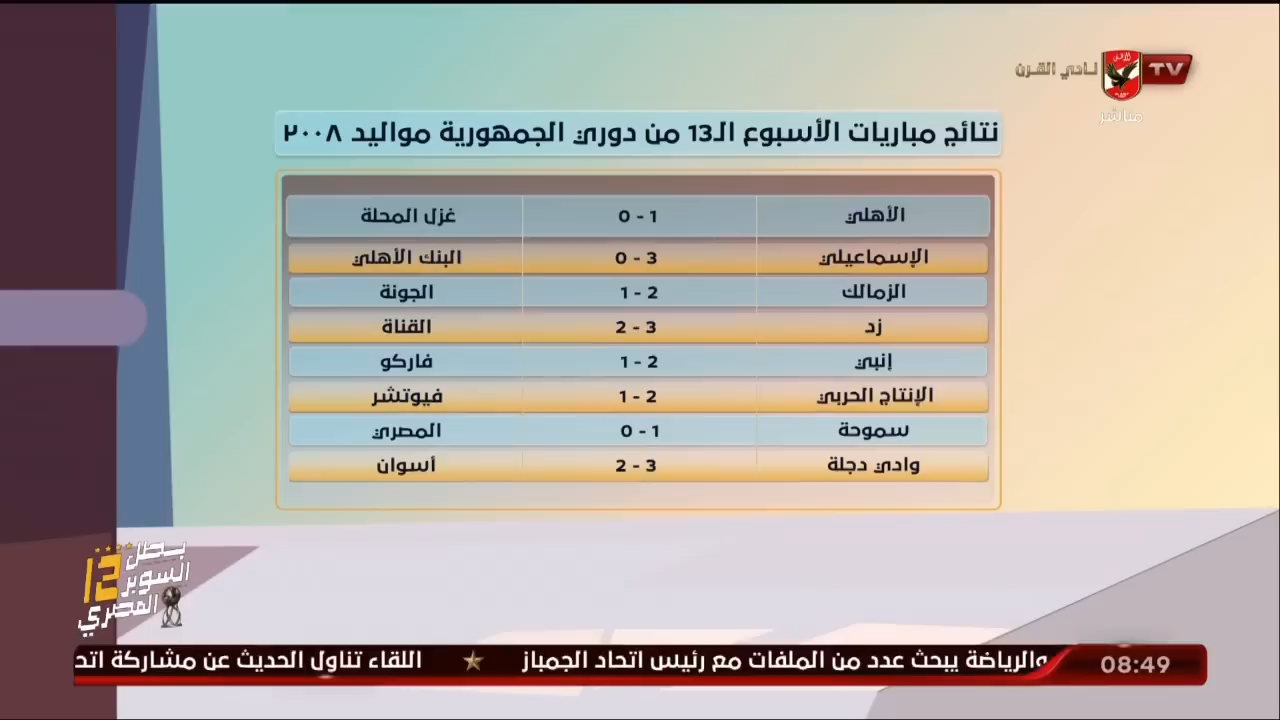 لنادي القرن TV
مباشر
نتائج مباريات الأسبوع الـ13 من دوري الجمهورية مواليد ٢٠٠٨
الأهلي 1 - 0 غزل المحلة
الإسماعيلي 3 - 0 البنك الأهلي
الزمالك 2 - 1 الجونة
زد 3 - 2 القناة
إنبي 2 - 1 فاركو
الإنتاج الحربي 2 - 1 فيوتشر
سموحة 1 - 0 المصري
وادي دجلة 3 - 2 أسوان
بطل
السوبر 12
المصري
08:49 والرياضة يبحث عدد من الملفات مع رئيس اتحاد الجمباز ★ اللقاء تناول الحديث عن مشاركة اتحد